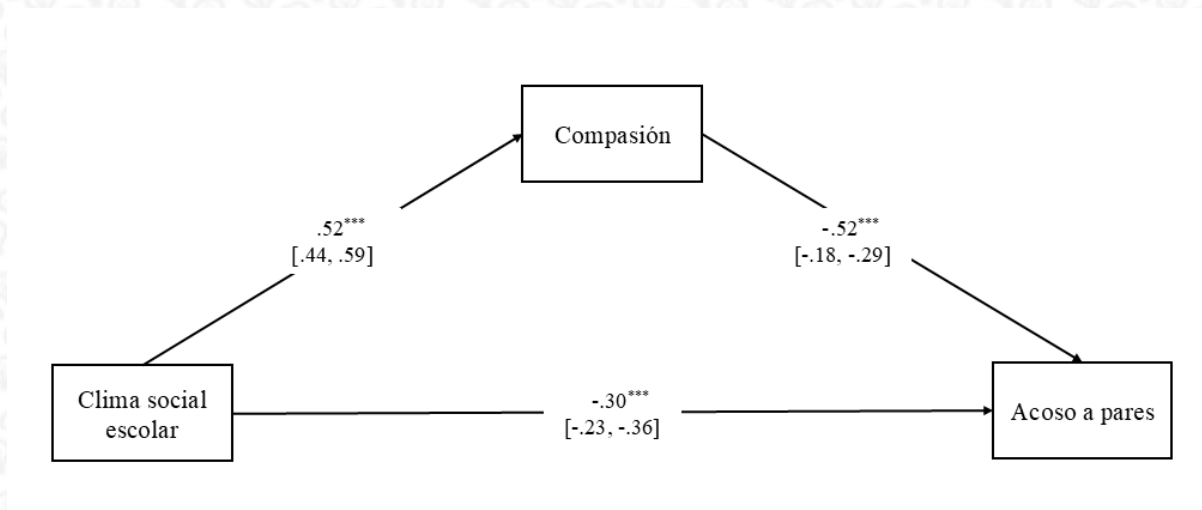 Compasión
.52***
[.44, .59]
-.52***
[-.18, -.29]
Clima social
escolar
-.30***
[-.23, -.36]
Acoso a pares